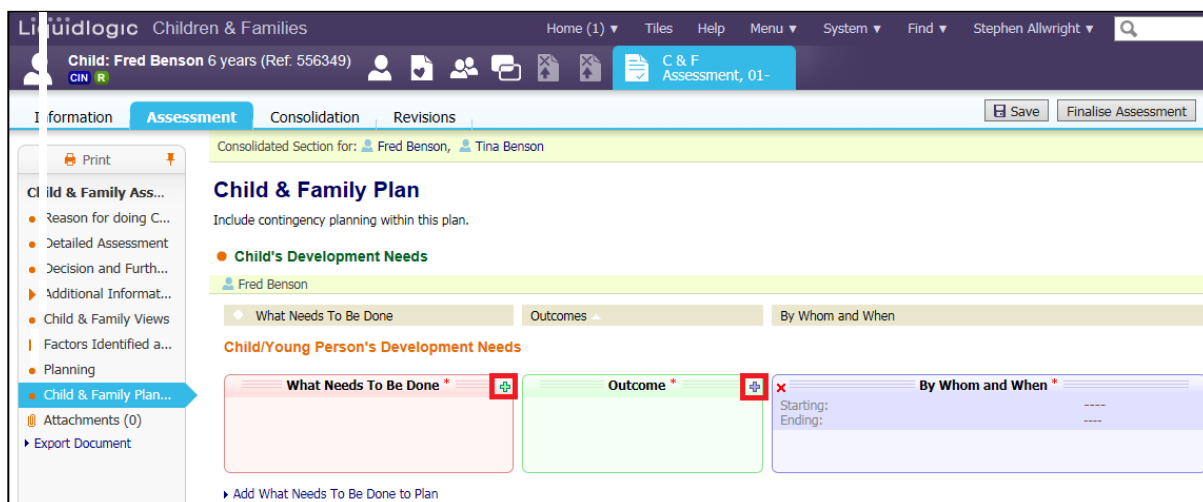 Liquidlogic Children & Families
Home (1) ▼ Tiles Help Menu ▼ System ▼ Find ▼ Stephen Allwright ▼
Child: Fred Benson 6 years (Ref: 556349)
CIN R
C & F
Assessment, 01-
Information Assessment Consolidation Revisions
Save Finalise Assessment
Print
Consolidated Section for: Fred Benson, Tina Benson
Child & Family Ass...
Reason for doing C...
Detailed Assessment
Decision and Furth...
Additional Informat...
Child & Family Views
Factors Identified a...
Planning
Child & Family Plan...
Attachments (0)
Export Document
Child & Family Plan
Include contingency planning within this plan.
Child's Development Needs
Fred Benson
What Needs To Be Done Outcomes By Whom and When
Child/Young Person's Development Needs
What Needs To Be Done * Outcome * By Whom and When *
Starting: ----
Ending: ----
Add What Needs To Be Done to Plan